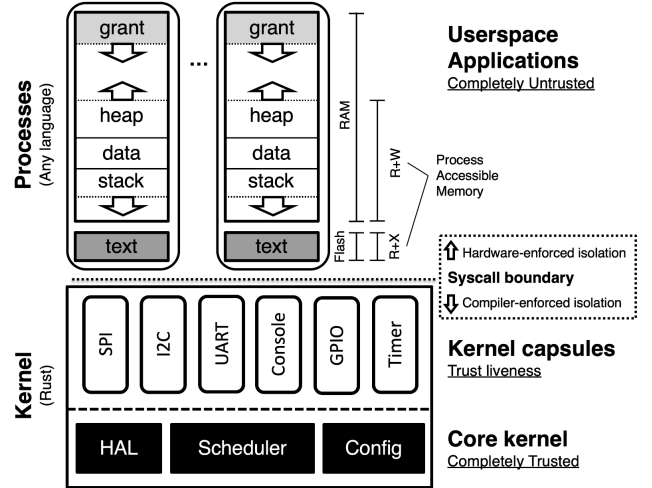 grant
heap
data
stack
text
...
grant
heap
data
stack
text
RAM
Flash
R+W
R+X
Process
Accessible
Memory
Processes
(Any language)
Userspace
Applications
Completely Untrusted
Hardware-enforced isolation
Syscall boundary
Compiler-enforced isolation
SPI
I2C
UART
Console
GPIO
Timer
Kernel
(Rust)
Kernel capsules
Trust liveness
HAL
Scheduler
Config
Core kernel
Completely Trusted